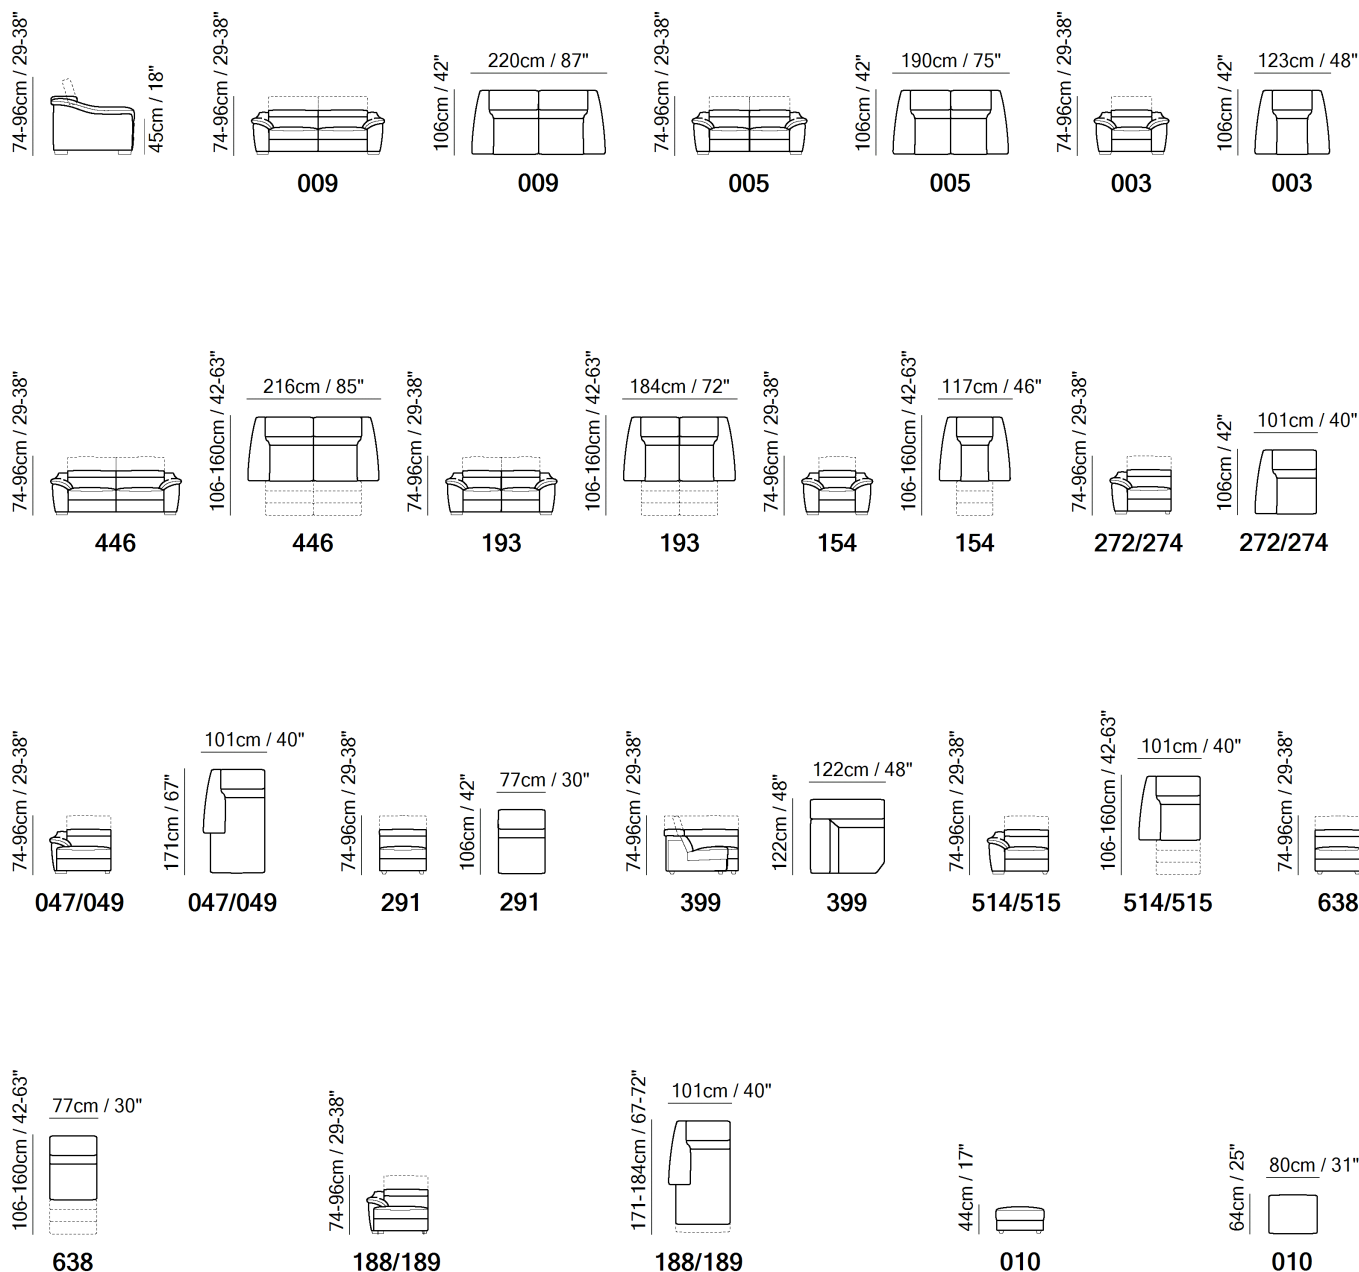 74-96cm / 29-38"
45cm / 18"
74-96cm / 29-38"
009
106cm / 42"
220cm / 87"
009
74-96cm / 29-38"
005
106cm / 42"
190cm / 75"
005
74-96cm / 29-38"
003
106cm / 42"
123cm / 48"
003
74-96cm / 29-38"
446
106-160cm / 42-63"
216cm / 85"
446
74-96cm / 29-38"
193
106-160cm / 42-63"
184cm / 72"
193
74-96cm / 29-38"
154
106-160cm / 42-63"
117cm / 46"
154
74-96cm / 29-38"
272/274
106cm / 42"
101cm / 40"
272/274
74-96cm / 29-38"
047/049
171cm / 67"
101cm / 40"
047/049
74-96cm / 29-38"
291
106cm / 42"
77cm / 30"
291
74-96cm / 29-38"
399
122cm / 48"
122cm / 48"
399
74-96cm / 29-38"
514/515
106-160cm / 42-63"
101cm / 40"
514/515
74-96cm / 29-38"
638
106-160cm / 42-63"
77cm / 30"
638
74-96cm / 29-38"
188/189
171-184cm / 67-72"
101cm / 40"
188/189
44cm / 17"
010
64cm / 25"
80cm / 31"
010